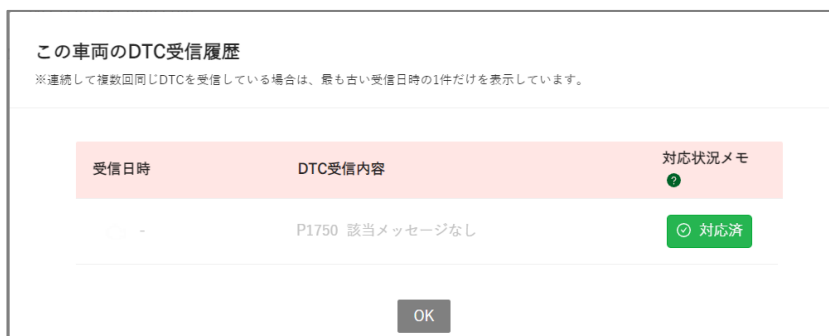 この車両のDTC受信履歴
※連続して複数回同じDTCを受信している場合は、最も古い受信日時の1件だけを表示しています。
受信日時 DTC受信内容 対応状況メモ
?
- P1750 該当メッセージなし 対応済
OK